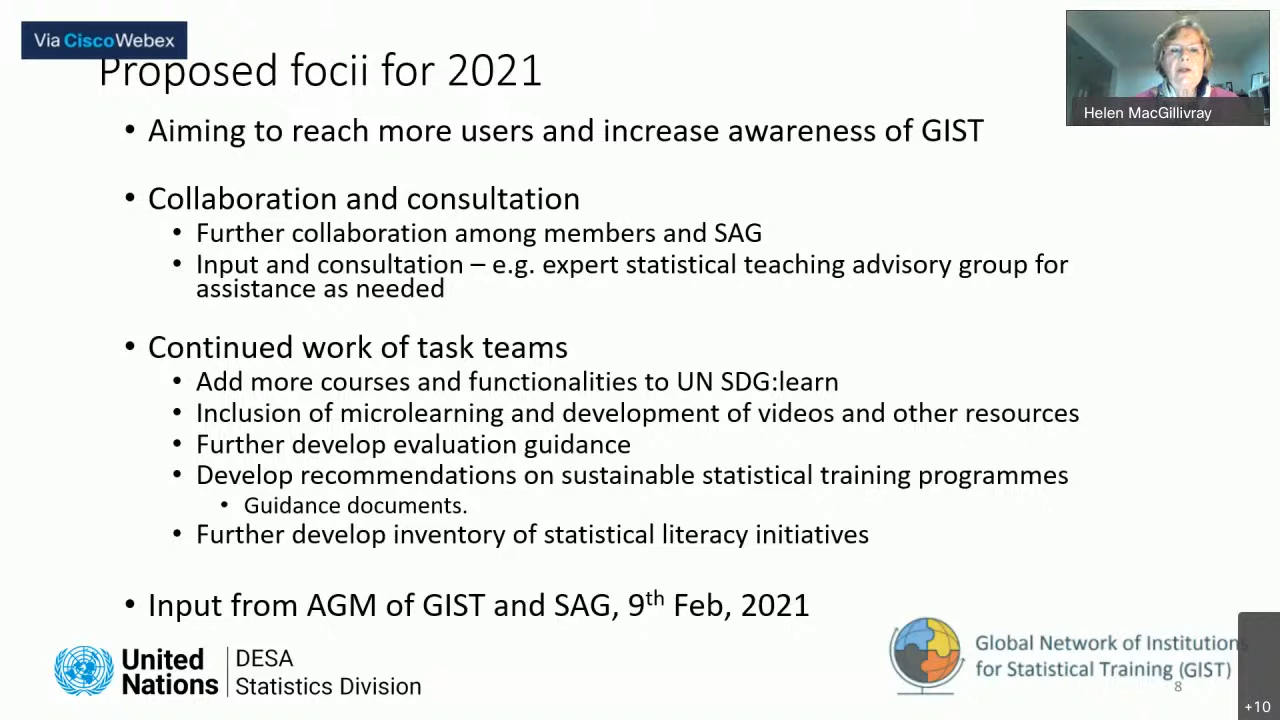 Via Cisco Webex
Proposed focii for 2021
Helen MacGillivray
• Aiming to reach more users and increase awareness of GIST
• Collaboration and consultation
• Further collaboration among members and SAG
• Input and consultation – e.g. expert statistical teaching advisory group for
assistance as needed
• Continued work of task teams
• Add more courses and functionalities to UN SDG:learn
• Inclusion of microlearning and development of videos and other resources
• Further develop evaluation guidance
• Develop recommendations on sustainable statistical training programmes
• Guidance documents.
• Further develop inventory of statistical literacy initiatives
• Input from AGM of GIST and SAG, 9th Feb, 2021
United
Nations
DESA
Statistics Division
Global Network of Institutions
for Statistical Training (GIST)
8
+10